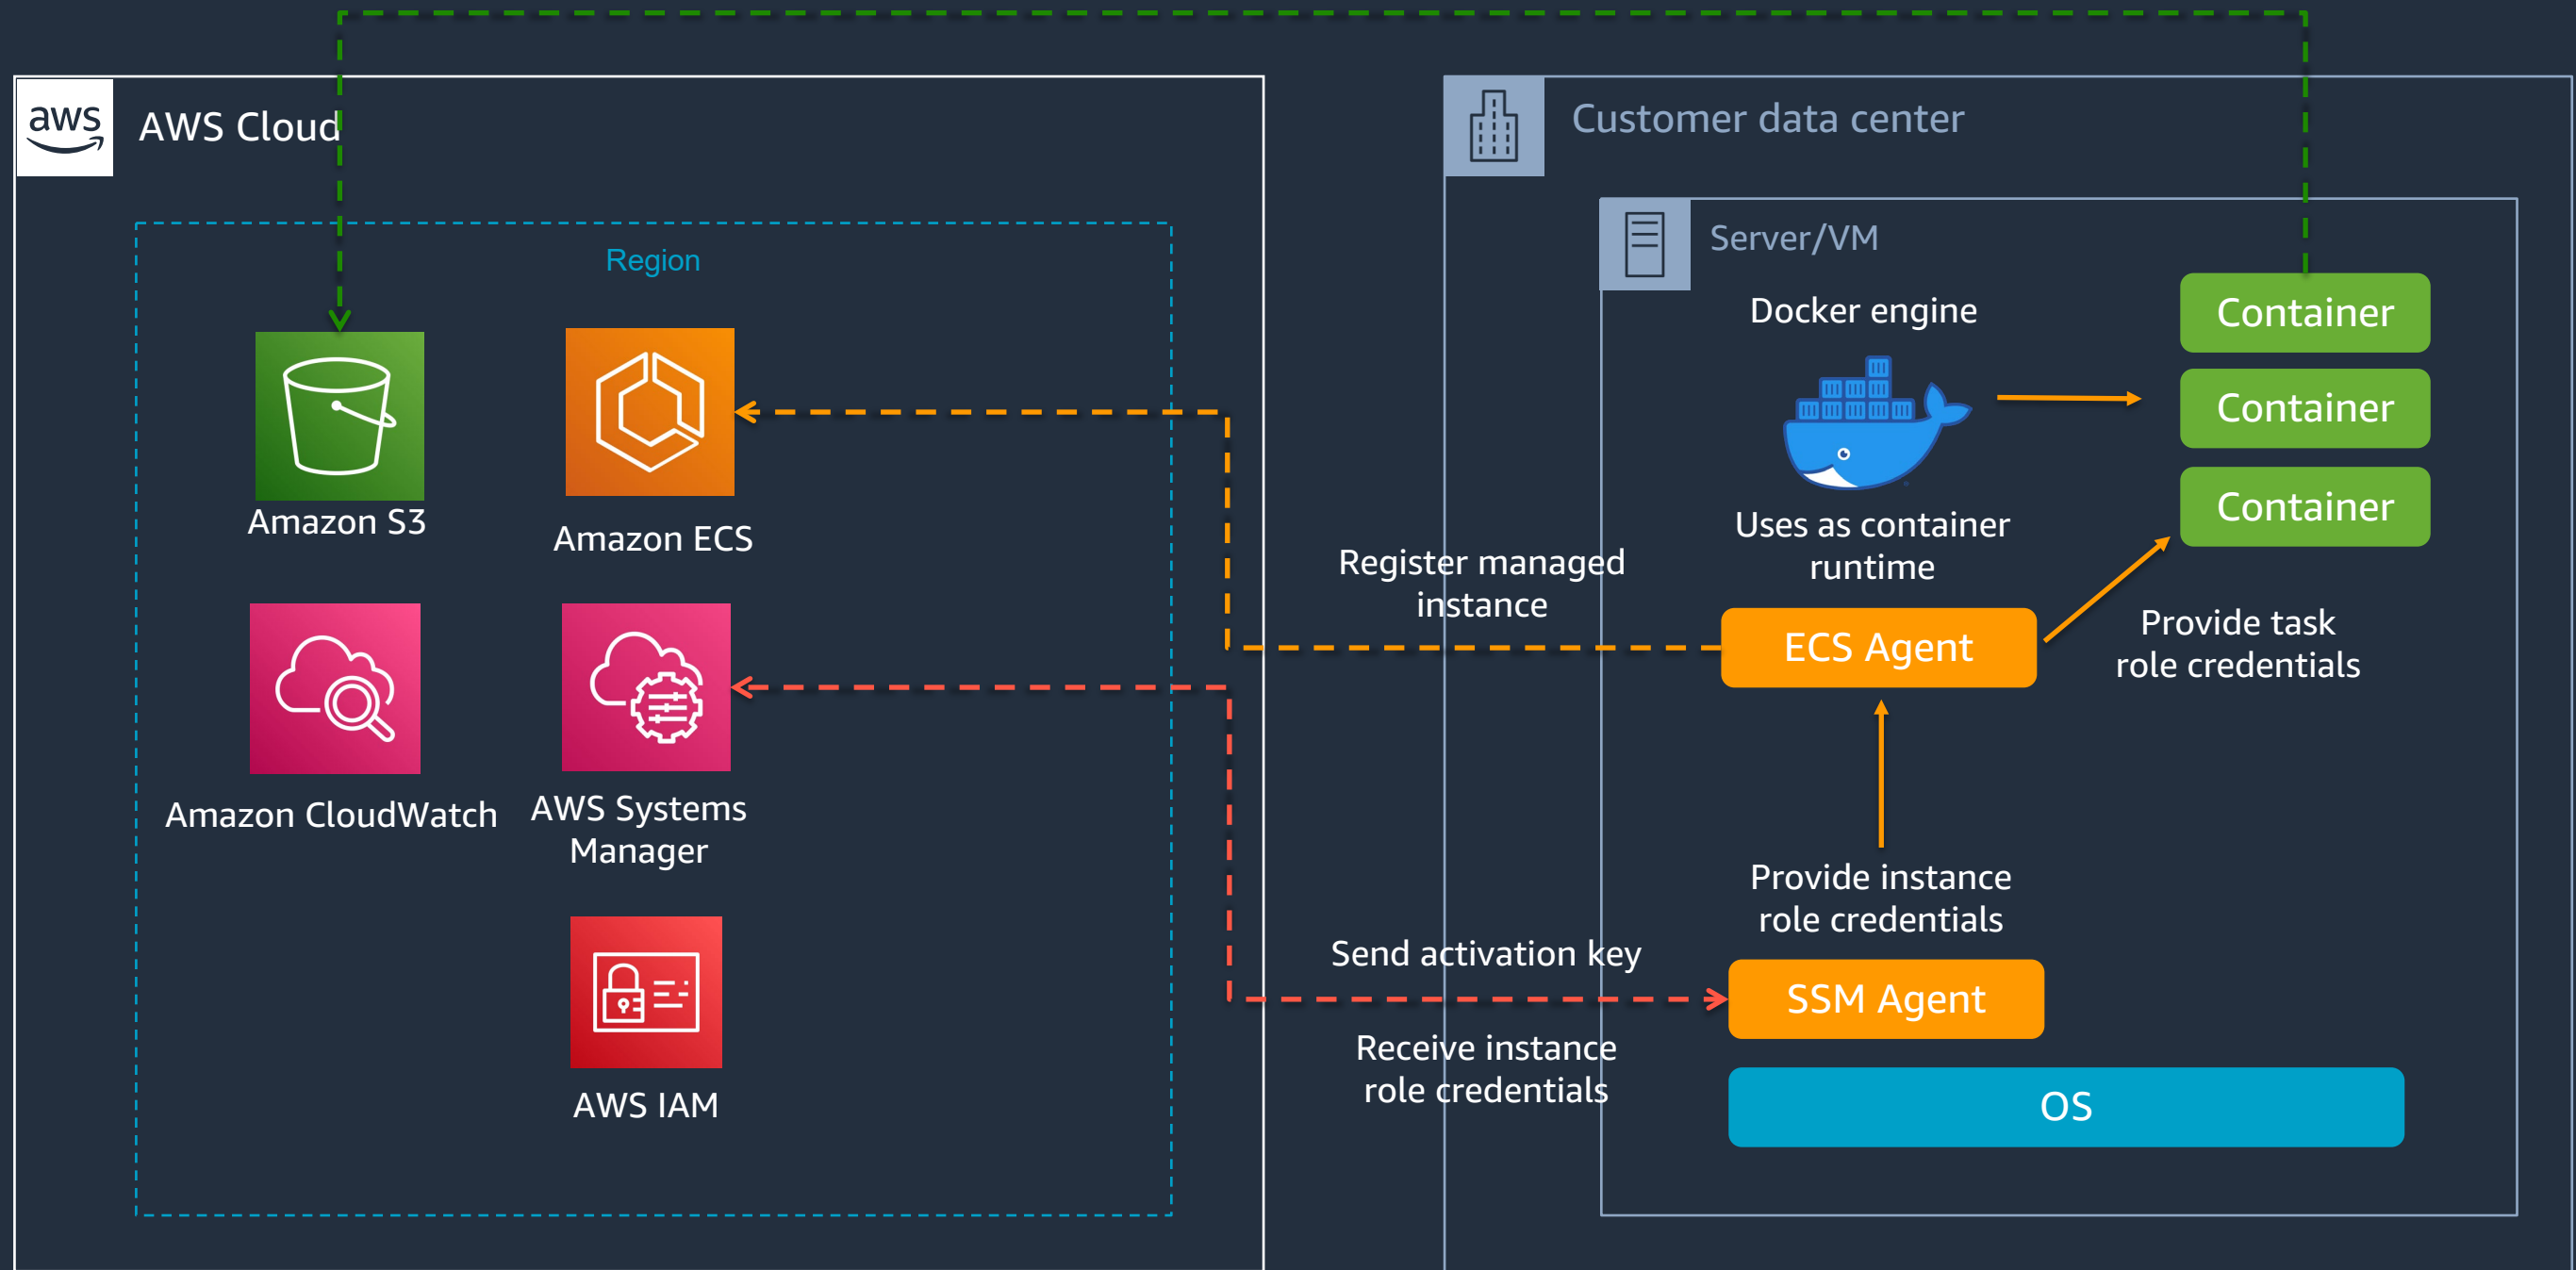 aws
AWS Cloud
Region
Amazon S3
Amazon ECS
Amazon CloudWatch
AWS Systems
Manager
AWS IAM
Register managed
instance
Send activation key
Receive instance
role credentials
Customer data center
Server/VM
Docker engine
Uses as container
runtime
Container
Container
Container
ECS Agent
Provide task
role credentials
Provide instance
role credentials
SSM Agent
OS